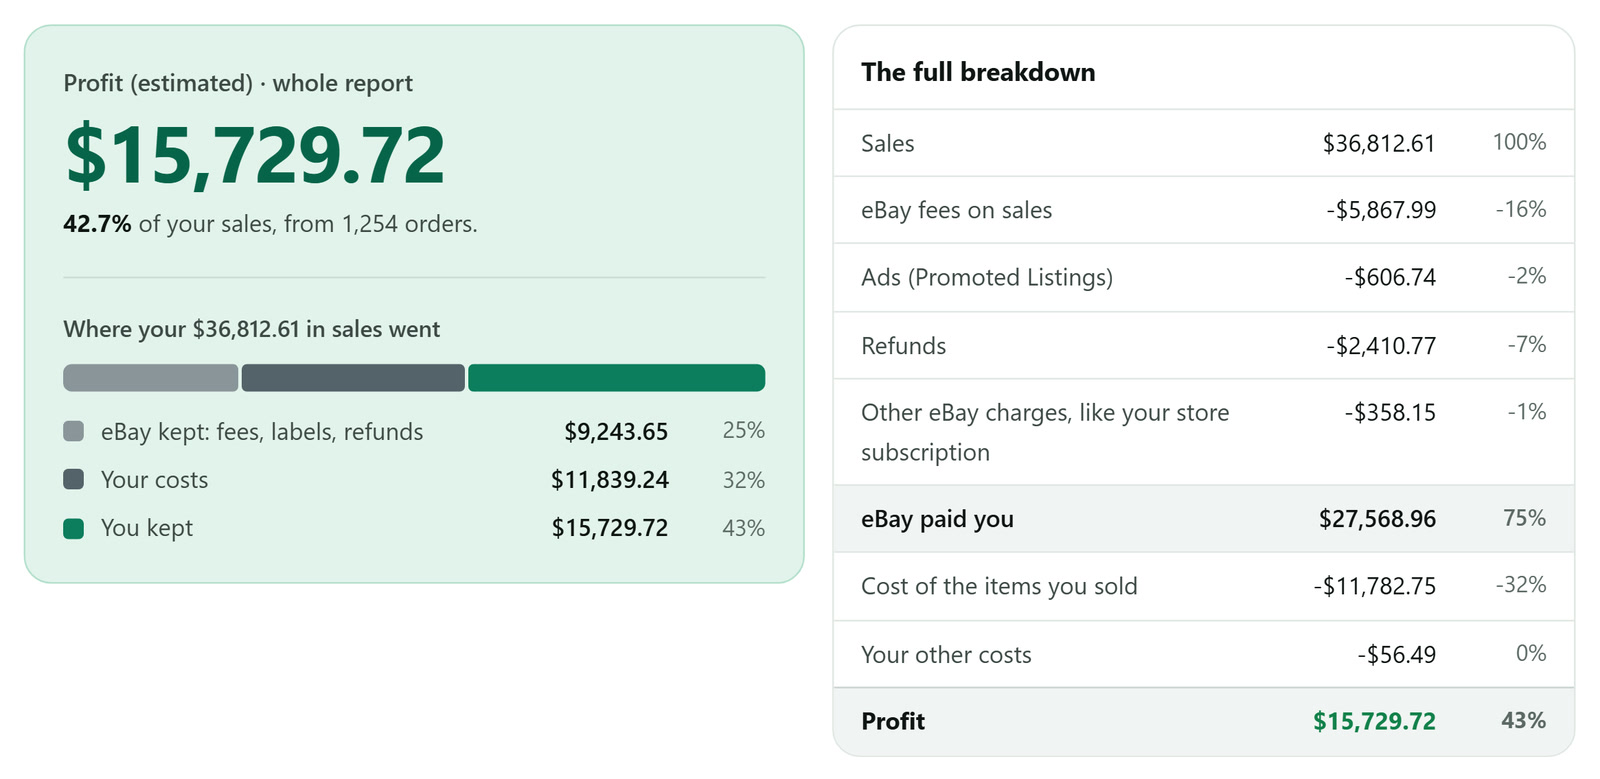 Profit (estimated) · whole report
$15,729.72
42.7% of your sales, from 1,254 orders.
Where your $36,812.61 in sales went
eBay kept: fees, labels, refunds $9,243.65 25%
Your costs $11,839.24 32%
You kept $15,729.72 43%
The full breakdown
Sales $36,812.61 100%
eBay fees on sales -$5,867.99 -16%
Ads (Promoted Listings) -$606.74 -2%
Refunds -$2,410.77 -7%
Other eBay charges, like your store -$358.15 -1%
subscription
eBay paid you $27,568.96 75%
Cost of the items you sold -$11,782.75 -32%
Your other costs -$56.49 0%
Profit $15,729.72 43%